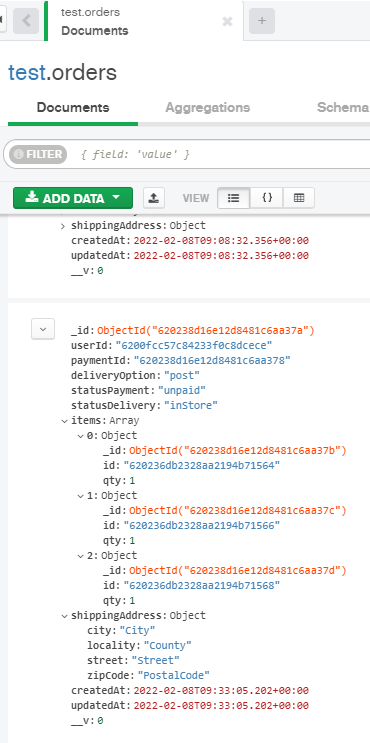 test.orders
Documents
test.orders
Documents Aggregations Schema
FILTER { field: 'value' }
ADD DATA VIEW { }
shippingAddress: Object
createdAt: 2022-02-08T09:08:32.356+00:00
updatedAt: 2022-02-08T09:08:32.356+00:00
__v: 0
_id: ObjectId("620238d16e12d8481c6aa37a")
userId: "6200fcc57c84233f0c8dcece"
paymentId: "620238d16e12d8481c6aa378"
deliveryOption: "post"
statusPayment: "unpaid"
statusDelivery: "inStore"
items: Array
0: Object
_id: ObjectId("620238d16e12d8481c6aa37b")
id: "620236db2328aa2194b71564"
qty: 1
1: Object
_id: ObjectId("620238d16e12d8481c6aa37c")
id: "620236db2328aa2194b71566"
qty: 1
2: Object
_id: ObjectId("620238d16e12d8481c6aa37d")
id: "620236db2328aa2194b71568"
qty: 1
shippingAddress: Object
city: "City"
locality: "County"
street: "Street"
zipCode: "PostalCode"
createdAt: 2022-02-08T09:33:05.202+00:00
updatedAt: 2022-02-08T09:33:05.202+00:00
__v: 0